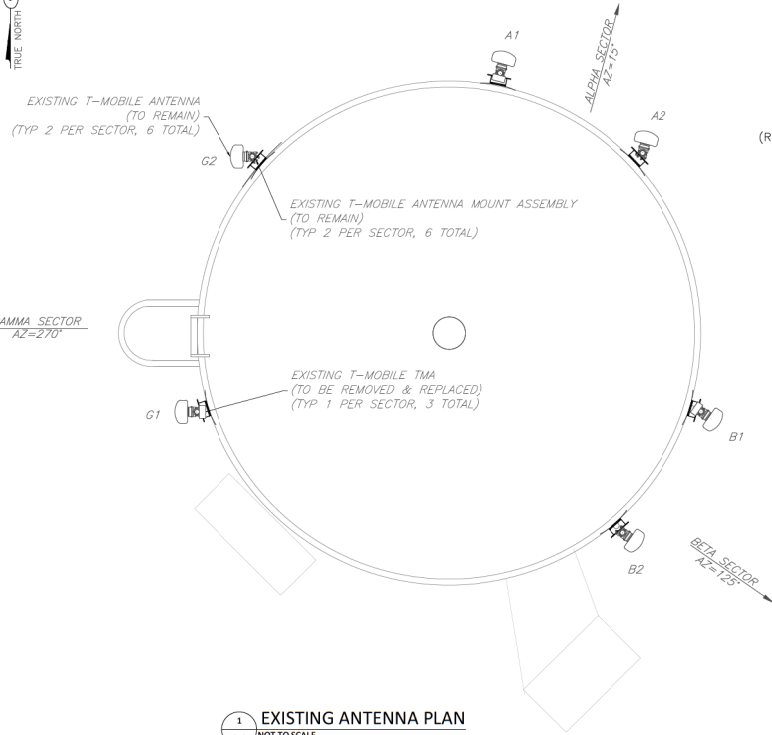 TRUE NORTH
A1
ALPHA SECTOR
AZ=15°
A2
(R
EXISTING T-MOBILE ANTENNA
(TO REMAIN)
(TYP 2 PER SECTOR, 6 TOTAL)
G2
EXISTING T-MOBILE ANTENNA MOUNT ASSEMBLY
(TO REMAIN)
(TYP 2 PER SECTOR, 6 TOTAL)
AMMA SECTOR
AZ=270°
EXISTING T-MOBILE TMA
(TO BE REMOVED & REPLACED)
(TYP 1 PER SECTOR, 3 TOTAL)
G1
B1
B2
BETA SECTOR
AZ=125°
1 EXISTING ANTENNA PLAN
NOT TO SCALE